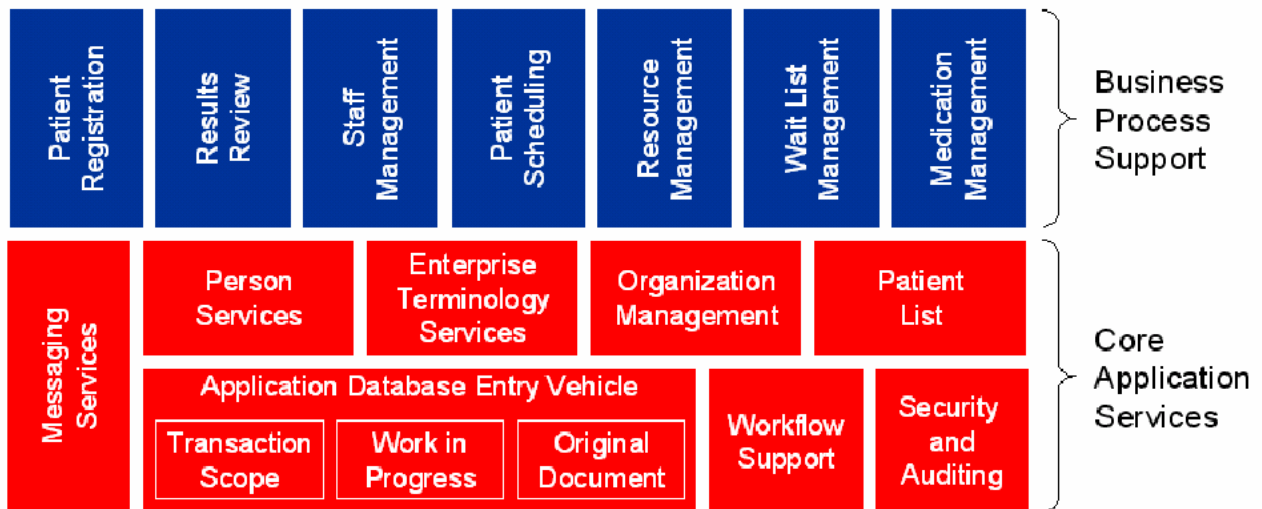 Patient
Registration
Results
Review
Staff
Management
Patient
Scheduling
Resource
Management
Wait List
Management
Medication
Management
Business
Process
Support
Messaging
Services
Person
Services
Enterprise
Terminology
Services
Organization
Management
Patient
List
Application Database Entry Vehicle
Transaction
Scope
Work in
Progress
Original
Document
Workflow
Support
Security
and
Auditing
Core
Application
Services